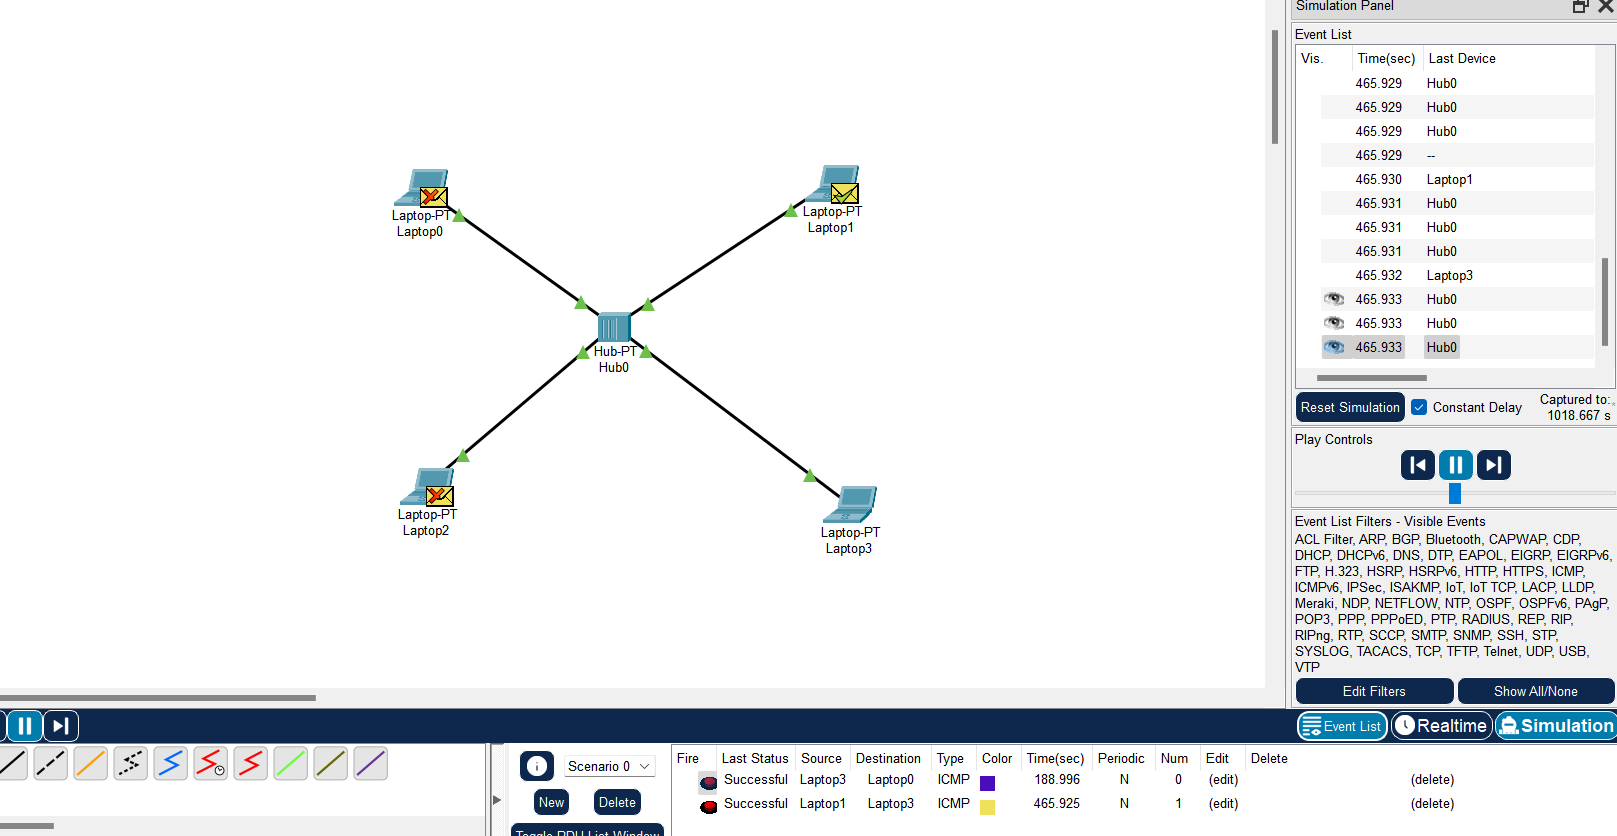 Simulation Panel
Event List
Vis. Time(sec) Last Device
465.929 Hub0
465.929 Hub0
465.929 Hub0
465.929 --
465.930 Laptop1
465.931 Hub0
465.931 Hub0
465.931 Hub0
465.932 Laptop3
465.933 Hub0
465.933 Hub0
465.933 Hub0
Reset Simulation Constant Delay Captured to:
1018.667 s
Play Controls
Event List Filters - Visible Events
ACL Filter, ARP, BGP, Bluetooth, CAPWAP, CDP,
DHCP, DHCPv6, DNS, DTP, EAPOL, EIGRP, EIGRPv6,
FTP, H.323, HSRP, HSRPv6, HTTP, HTTPS, ICMP,
ICMPv6, IPSec, ISAKMP, IoT, IoT TCP, LACP, LLDP,
Meraki, NDP, NETFLOW, NTP, OSPF, OSPFv6, PAgP,
POP3, PPP, PPPoED, PTP, RADIUS, REP, RIP,
RIPng, RTP, SCCP, SMTP, SNMP, SSH, STP,
SYSLOG, TACACS, TCP, TFTP, Telnet, UDP, USB,
VTP
Edit Filters Show All/None
Laptop-PT
Laptop0
Laptop-PT
Laptop1
Hub-PT
Hub0
Laptop-PT
Laptop2
Laptop-PT
Laptop3
Event List Realtime Simulation
Scenario 0
New Delete
Toggle PDU List Window
Fire Last Status Source Destination Type Color Time(sec) Periodic Num Edit Delete
Successful Laptop3 Laptop0 ICMP 188.996 N 0 (edit) (delete)
Successful Laptop1 Laptop3 ICMP 465.925 N 1 (edit) (delete)